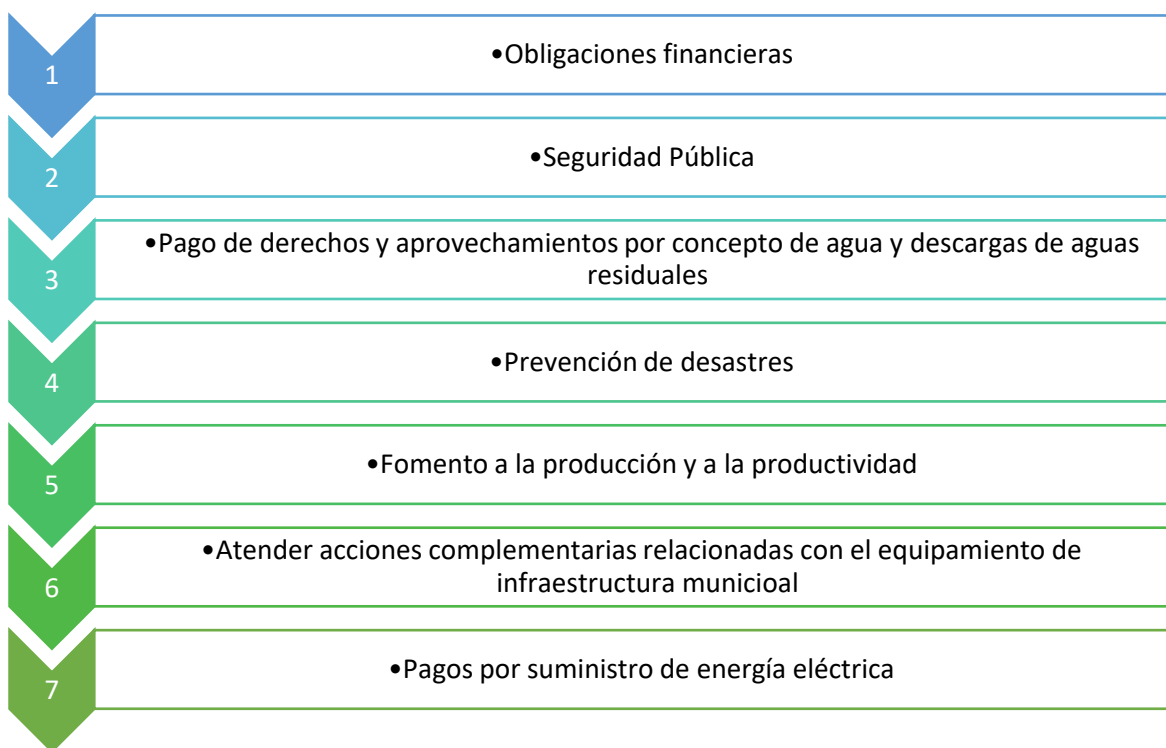 1
•Obligaciones financieras
2
•Seguridad Pública
3
•Pago de derechos y aprovechamientos por concepto de agua y descargas de aguas
residuales
4
•Prevención de desastres
5
•Fomento a la producción y a la productividad
6
•Atender acciones complementarias relacionadas con el equipamiento de
infraestructura municioal
7
•Pagos por suministro de energía eléctrica